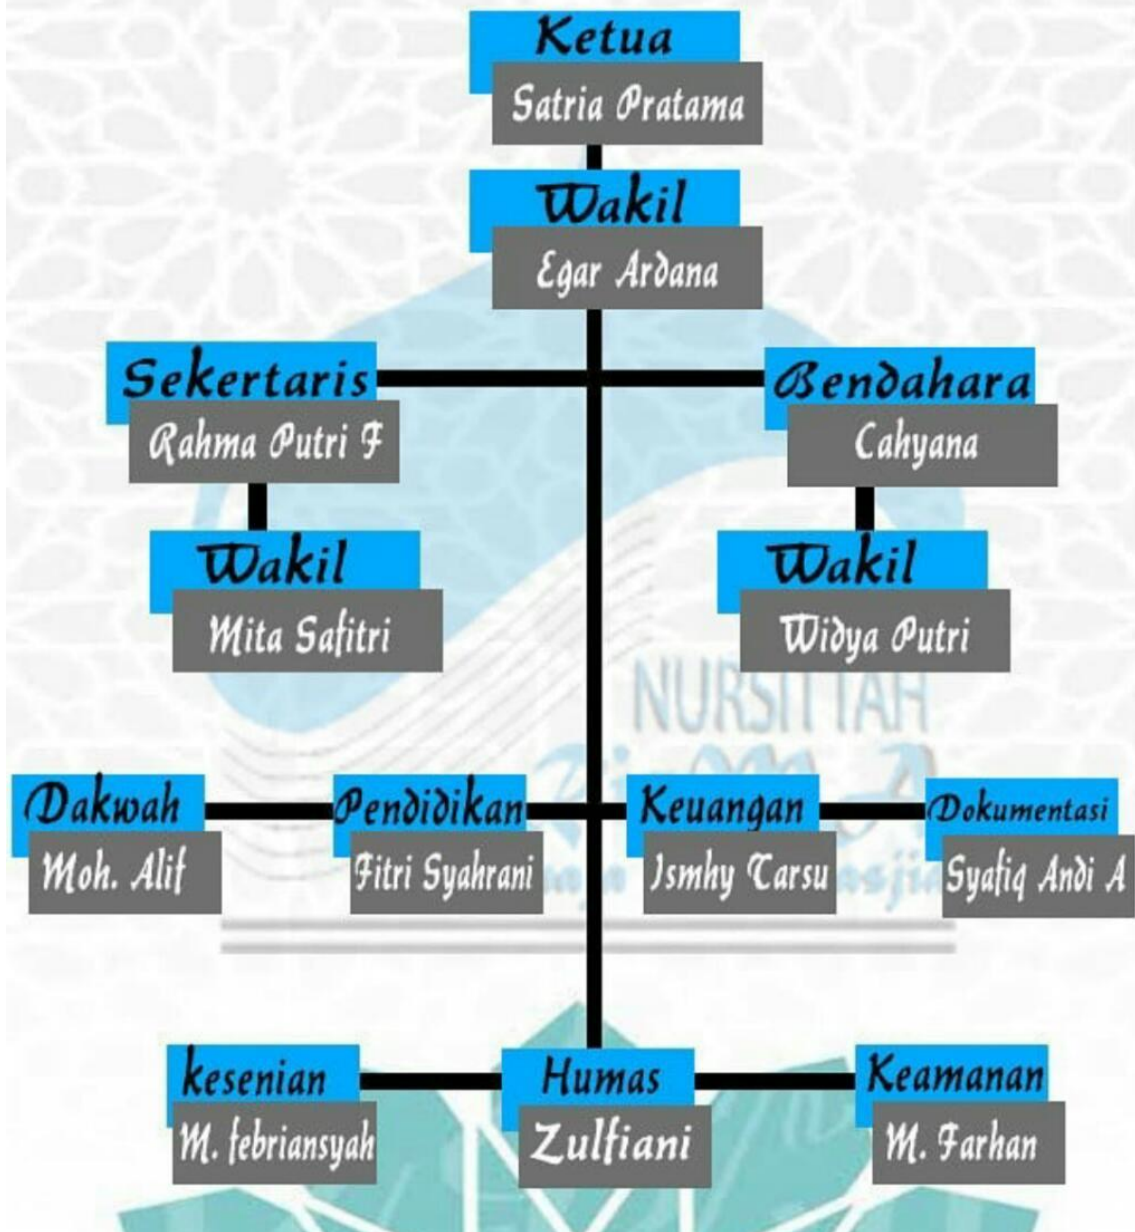 Ketua
Satria Pratama
Wakil
Egar Ardana
Sekertaris
Rahma Putri F
Bendahara
Cahyana
Wakil
Mita Safitri
Wakil
Widya Putri
NURSITTAH
Dakwah
Moh. Alif
Pendidikan
Fitri Syahrani
Keuangan
Ismhy Tarsu
Dokumentasi
Syafiq Andi A
kesenian
M. febriansyah
Humas
Zulfiani
Keamanan
M. Farhan